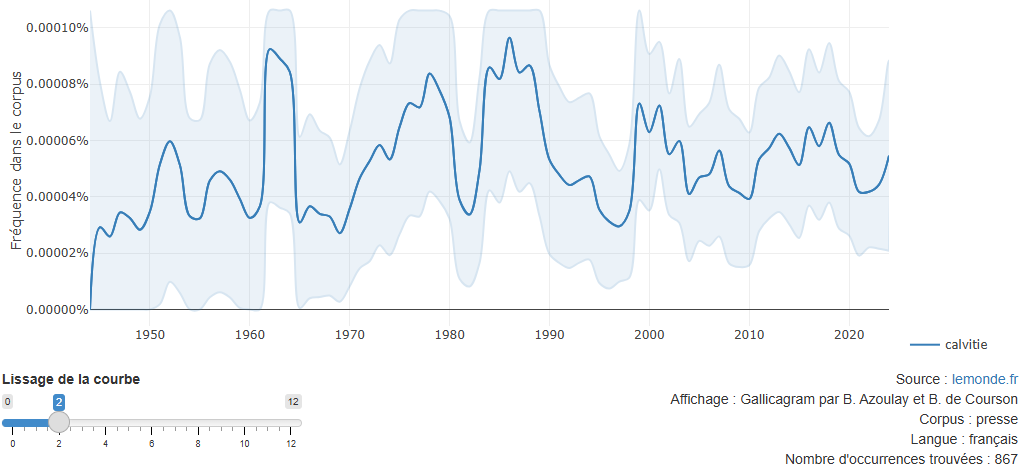 Fréquence dans le corpus
0.00010%
0.00008%
0.00006%
0.00004%
0.00002%
0.00000%
1950 1960 1970 1980 1990 2000 2010 2020
calvitie
Lissage de la courbe
0 2 12
0 2 4 6 8 10 12
Source : lemonde.fr
Affichage : Gallicagram par B. Azoulay et B. de Courson
Corpus : presse
Langue : français
Nombre d'occurrences trouvées : 867